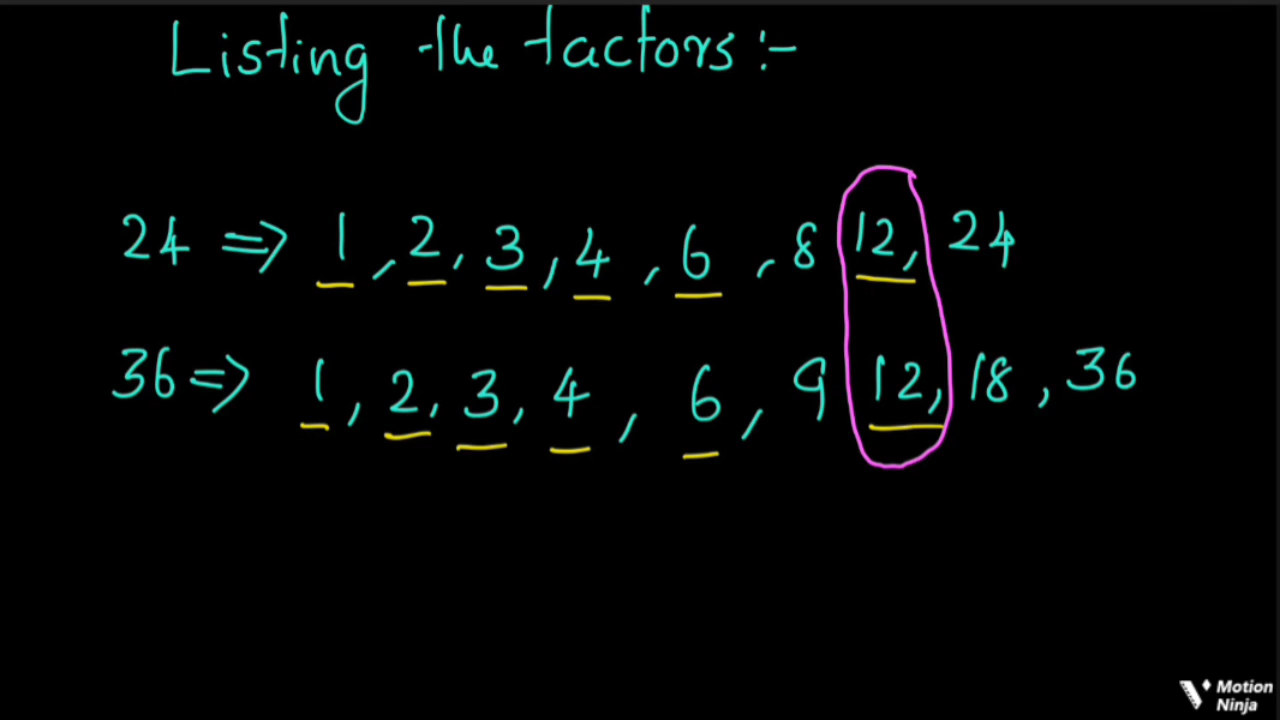 Listing the factors :-
24 => 1, 2, 3, 4, 6, 8 12, 24
36 => 1, 2, 3, 4, 6, 9 12, 18, 36
Motion
Ninja